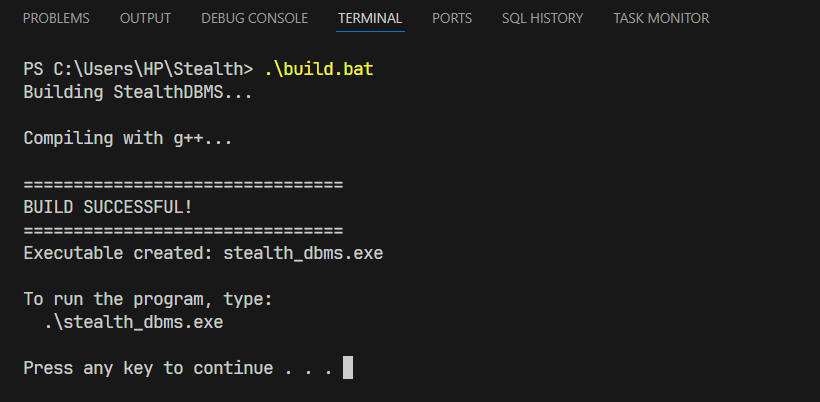 PROBLEMS OUTPUT DEBUG CONSOLE TERMINAL PORTS SQL HISTORY TASK MONITOR
PS C:\Users\HP\Stealth> .\build.bat
Building StealthDBMS...
Compiling with g++...
================================
BUILD SUCCESSFUL!
================================
Executable created: stealth_dbms.exe
To run the program, type:
  .\stealth_dbms.exe
Press any key to continue . . .